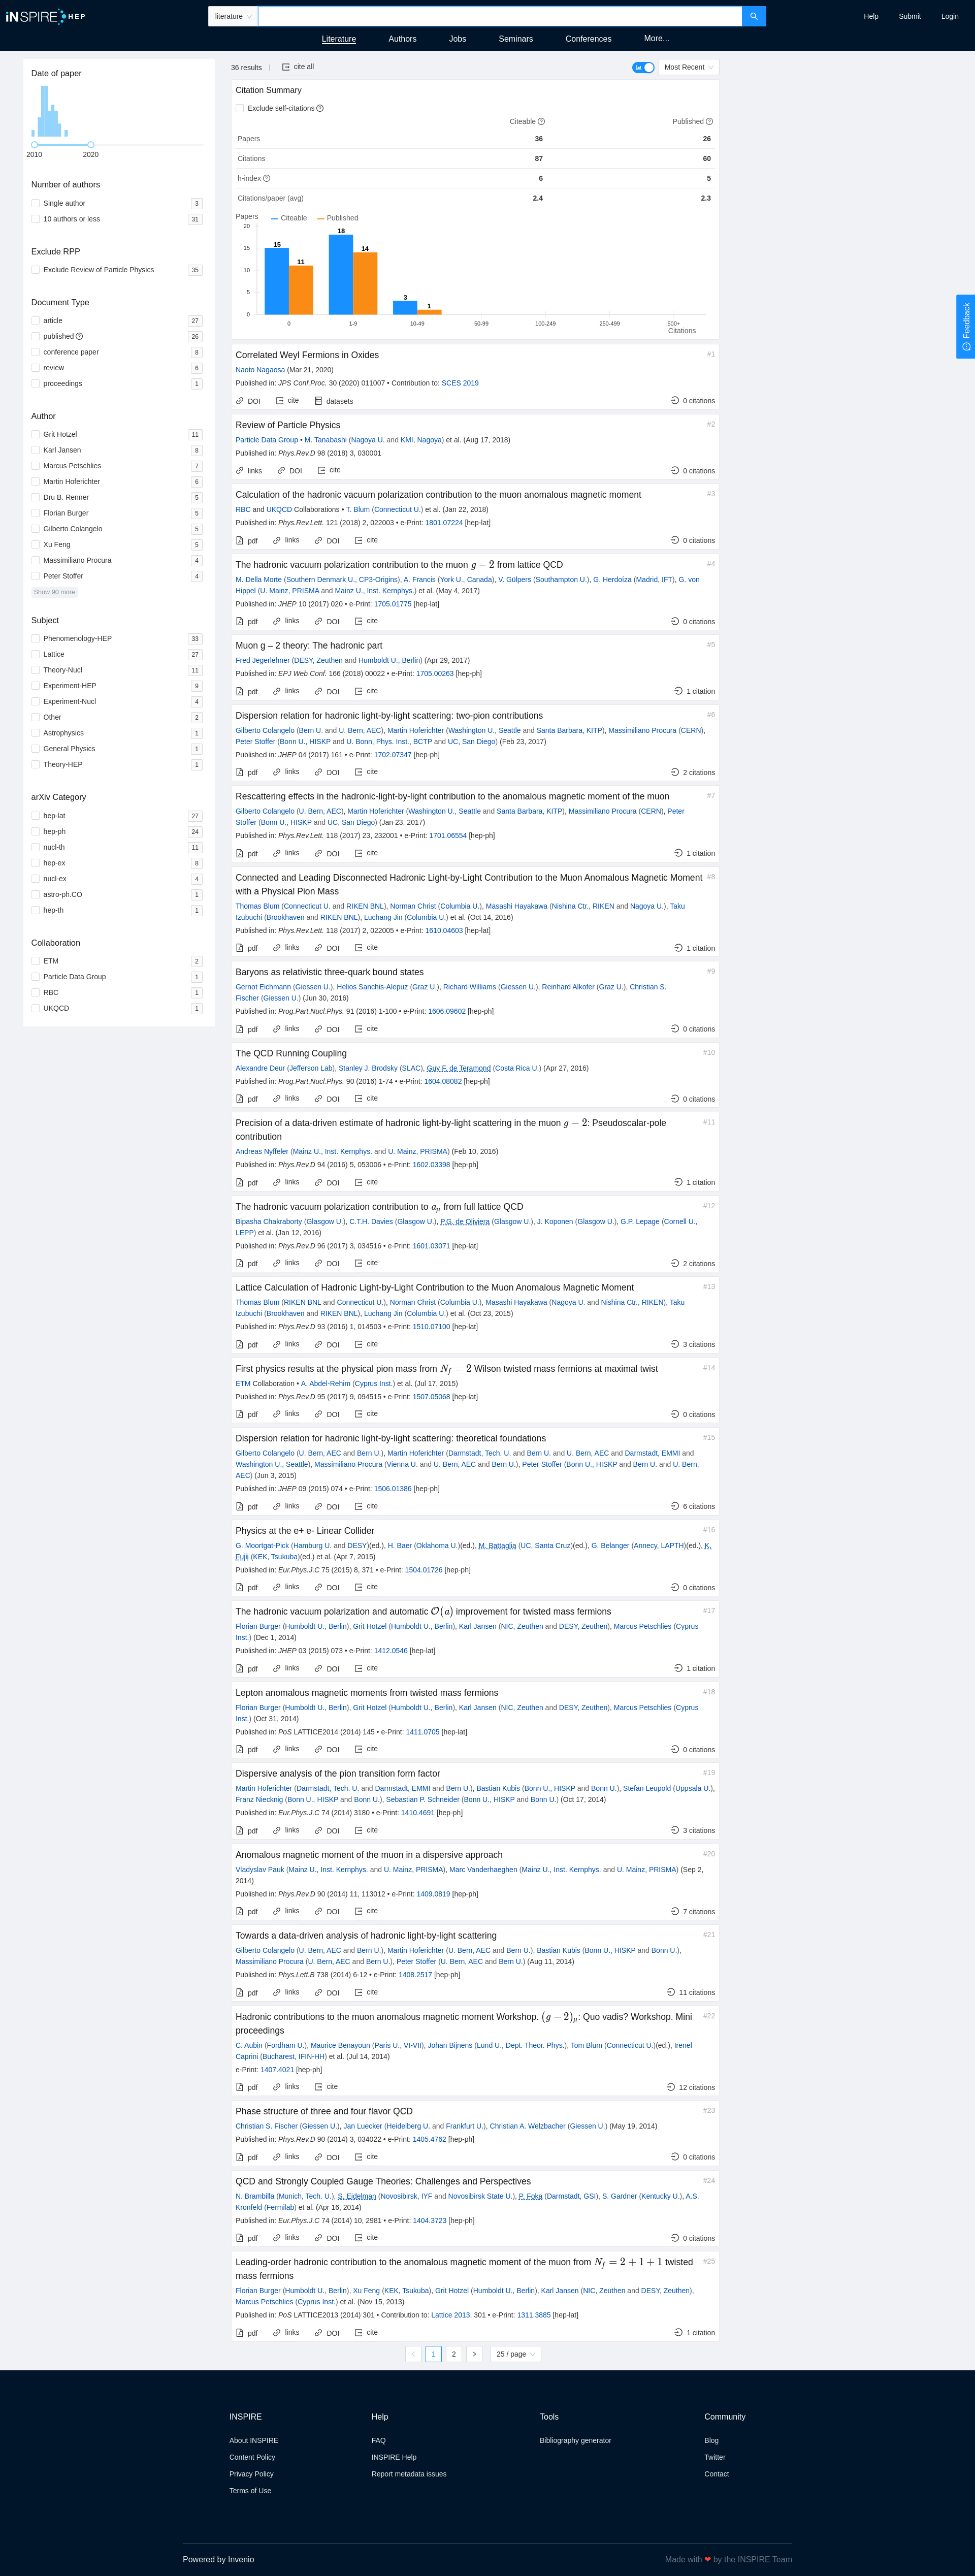 iNSPIRE HEP
literature
Help Submit Login
Literature Authors Jobs Seminars Conferences More...
Date of paper
2010 2020
Number of authors
Single author 3
10 authors or less 31
Exclude RPP
Exclude Review of Particle Physics 35
Document Type
article 27
published 26
conference paper 8
review 6
proceedings 1
Author
Grit Hotzel 11
Karl Jansen 8
Marcus Petschlies 7
Martin Hoferichter 6
Dru B. Renner 5
Florian Burger 5
Gilberto Colangelo 5
Xu Feng 5
Massimiliano Procura 4
Peter Stoffer 4
Show 90 more
Subject
Phenomenology-HEP 33
Lattice 27
Theory-Nucl 11
Experiment-HEP 9
Experiment-Nucl 4
Other 2
Astrophysics 1
General Physics 1
Theory-HEP 1
arXiv Category
hep-lat 27
hep-ph 24
nucl-th 11
hep-ex 8
nucl-ex 4
astro-ph.CO 1
hep-th 1
Collaboration
ETM 2
Particle Data Group 1
RBC 1
UKQCD 1
36 results | cite all
Most Recent
Citation Summary
Exclude self-citations
Citeable Published
Papers 36 26
Citations 87 60
h-index 6 5
Citations/paper (avg) 2.4 2.3
Papers Citeable Published
20
15
10
5
0
15 11 18 14 3 1
0 1-9 10-49 50-99 100-249 250-499 500+
Citations
Feedback
Correlated Weyl Fermions in Oxides #1
Naoto Nagaosa (Mar 21, 2020)
Published in: JPS Conf.Proc. 30 (2020) 011007 • Contribution to: SCES 2019
DOI cite datasets 0 citations
Review of Particle Physics #2
Particle Data Group • M. Tanabashi (Nagoya U. and KMI, Nagoya) et al. (Aug 17, 2018)
Published in: Phys.Rev.D 98 (2018) 3, 030001
links DOI cite 0 citations
Calculation of the hadronic vacuum polarization contribution to the muon anomalous magnetic moment #3
RBC and UKQCD Collaborations • T. Blum (Connecticut U.) et al. (Jan 22, 2018)
Published in: Phys.Rev.Lett. 121 (2018) 2, 022003 • e-Print: 1801.07224 [hep-lat]
pdf links DOI cite 0 citations
The hadronic vacuum polarization contribution to the muon g − 2 from lattice QCD #4
M. Della Morte (Southern Denmark U., CP3-Origins), A. Francis (York U., Canada), V. Gülpers (Southampton U.), G. Herdoíza (Madrid, IFT), G. von
Hippel (U. Mainz, PRISMA and Mainz U., Inst. Kernphys.) et al. (May 4, 2017)
Published in: JHEP 10 (2017) 020 • e-Print: 1705.01775 [hep-lat]
pdf links DOI cite 0 citations
Muon g – 2 theory: The hadronic part #5
Fred Jegerlehner (DESY, Zeuthen and Humboldt U., Berlin) (Apr 29, 2017)
Published in: EPJ Web Conf. 166 (2018) 00022 • e-Print: 1705.00263 [hep-ph]
pdf links DOI cite 1 citation
Dispersion relation for hadronic light-by-light scattering: two-pion contributions #6
Gilberto Colangelo (Bern U. and U. Bern, AEC), Martin Hoferichter (Washington U., Seattle and Santa Barbara, KITP), Massimiliano Procura (CERN),
Peter Stoffer (Bonn U., HISKP and U. Bonn, Phys. Inst., BCTP and UC, San Diego) (Feb 23, 2017)
Published in: JHEP 04 (2017) 161 • e-Print: 1702.07347 [hep-ph]
pdf links DOI cite 2 citations
Rescattering effects in the hadronic-light-by-light contribution to the anomalous magnetic moment of the muon #7
Gilberto Colangelo (U. Bern, AEC), Martin Hoferichter (Washington U., Seattle and Santa Barbara, KITP), Massimiliano Procura (CERN), Peter
Stoffer (Bonn U., HISKP and UC, San Diego) (Jan 23, 2017)
Published in: Phys.Rev.Lett. 118 (2017) 23, 232001 • e-Print: 1701.06554 [hep-ph]
pdf links DOI cite 1 citation
Connected and Leading Disconnected Hadronic Light-by-Light Contribution to the Muon Anomalous Magnetic Moment #8
with a Physical Pion Mass
Thomas Blum (Connecticut U. and RIKEN BNL), Norman Christ (Columbia U.), Masashi Hayakawa (Nishina Ctr., RIKEN and Nagoya U.), Taku
Izubuchi (Brookhaven and RIKEN BNL), Luchang Jin (Columbia U.) et al. (Oct 14, 2016)
Published in: Phys.Rev.Lett. 118 (2017) 2, 022005 • e-Print: 1610.04603 [hep-lat]
pdf links DOI cite 1 citation
Baryons as relativistic three-quark bound states #9
Gernot Eichmann (Giessen U.), Helios Sanchis-Alepuz (Graz U.), Richard Williams (Giessen U.), Reinhard Alkofer (Graz U.), Christian S.
Fischer (Giessen U.) (Jun 30, 2016)
Published in: Prog.Part.Nucl.Phys. 91 (2016) 1-100 • e-Print: 1606.09602 [hep-ph]
pdf links DOI cite 0 citations
The QCD Running Coupling #10
Alexandre Deur (Jefferson Lab), Stanley J. Brodsky (SLAC), Guy F. de Teramond (Costa Rica U.) (Apr 27, 2016)
Published in: Prog.Part.Nucl.Phys. 90 (2016) 1-74 • e-Print: 1604.08082 [hep-ph]
pdf links DOI cite 0 citations
Precision of a data-driven estimate of hadronic light-by-light scattering in the muon g − 2: Pseudoscalar-pole #11
contribution
Andreas Nyffeler (Mainz U., Inst. Kernphys. and U. Mainz, PRISMA) (Feb 10, 2016)
Published in: Phys.Rev.D 94 (2016) 5, 053006 • e-Print: 1602.03398 [hep-ph]
pdf links DOI cite 1 citation
The hadronic vacuum polarization contribution to aμ from full lattice QCD #12
Bipasha Chakraborty (Glasgow U.), C.T.H. Davies (Glasgow U.), P.G. de Oliviera (Glasgow U.), J. Koponen (Glasgow U.), G.P. Lepage (Cornell U.,
LEPP) et al. (Jan 12, 2016)
Published in: Phys.Rev.D 96 (2017) 3, 034516 • e-Print: 1601.03071 [hep-lat]
pdf links DOI cite 2 citations
Lattice Calculation of Hadronic Light-by-Light Contribution to the Muon Anomalous Magnetic Moment #13
Thomas Blum (RIKEN BNL and Connecticut U.), Norman Christ (Columbia U.), Masashi Hayakawa (Nagoya U. and Nishina Ctr., RIKEN), Taku
Izubuchi (Brookhaven and RIKEN BNL), Luchang Jin (Columbia U.) et al. (Oct 23, 2015)
Published in: Phys.Rev.D 93 (2016) 1, 014503 • e-Print: 1510.07100 [hep-lat]
pdf links DOI cite 3 citations
First physics results at the physical pion mass from Nf = 2 Wilson twisted mass fermions at maximal twist #14
ETM Collaboration • A. Abdel-Rehim (Cyprus Inst.) et al. (Jul 17, 2015)
Published in: Phys.Rev.D 95 (2017) 9, 094515 • e-Print: 1507.05068 [hep-lat]
pdf links DOI cite 0 citations
Dispersion relation for hadronic light-by-light scattering: theoretical foundations #15
Gilberto Colangelo (U. Bern, AEC and Bern U.), Martin Hoferichter (Darmstadt, Tech. U. and Bern U. and U. Bern, AEC and Darmstadt, EMMI and
Washington U., Seattle), Massimiliano Procura (Vienna U. and U. Bern, AEC and Bern U.), Peter Stoffer (Bonn U., HISKP and Bern U. and U. Bern,
AEC) (Jun 3, 2015)
Published in: JHEP 09 (2015) 074 • e-Print: 1506.01386 [hep-ph]
pdf links DOI cite 6 citations
Physics at the e+ e- Linear Collider #16
G. Moortgat-Pick (Hamburg U. and DESY)(ed.), H. Baer (Oklahoma U.)(ed.), M. Battaglia (UC, Santa Cruz)(ed.), G. Belanger (Annecy, LAPTH)(ed.), K.
Fujii (KEK, Tsukuba)(ed.) et al. (Apr 7, 2015)
Published in: Eur.Phys.J.C 75 (2015) 8, 371 • e-Print: 1504.01726 [hep-ph]
pdf links DOI cite 0 citations
The hadronic vacuum polarization and automatic O(a) improvement for twisted mass fermions #17
Florian Burger (Humboldt U., Berlin), Grit Hotzel (Humboldt U., Berlin), Karl Jansen (NIC, Zeuthen and DESY, Zeuthen), Marcus Petschlies (Cyprus
Inst.) (Dec 1, 2014)
Published in: JHEP 03 (2015) 073 • e-Print: 1412.0546 [hep-lat]
pdf links DOI cite 1 citation
Lepton anomalous magnetic moments from twisted mass fermions #18
Florian Burger (Humboldt U., Berlin), Grit Hotzel (Humboldt U., Berlin), Karl Jansen (NIC, Zeuthen and DESY, Zeuthen), Marcus Petschlies (Cyprus
Inst.) (Oct 31, 2014)
Published in: PoS LATTICE2014 (2014) 145 • e-Print: 1411.0705 [hep-lat]
pdf links DOI cite 0 citations
Dispersive analysis of the pion transition form factor #19
Martin Hoferichter (Darmstadt, Tech. U. and Darmstadt, EMMI and Bern U.), Bastian Kubis (Bonn U., HISKP and Bonn U.), Stefan Leupold (Uppsala U.),
Franz Niecknig (Bonn U., HISKP and Bonn U.), Sebastian P. Schneider (Bonn U., HISKP and Bonn U.) (Oct 17, 2014)
Published in: Eur.Phys.J.C 74 (2014) 3180 • e-Print: 1410.4691 [hep-ph]
pdf links DOI cite 3 citations
Anomalous magnetic moment of the muon in a dispersive approach #20
Vladyslav Pauk (Mainz U., Inst. Kernphys. and U. Mainz, PRISMA), Marc Vanderhaeghen (Mainz U., Inst. Kernphys. and U. Mainz, PRISMA) (Sep 2,
2014)
Published in: Phys.Rev.D 90 (2014) 11, 113012 • e-Print: 1409.0819 [hep-ph]
pdf links DOI cite 7 citations
Towards a data-driven analysis of hadronic light-by-light scattering #21
Gilberto Colangelo (U. Bern, AEC and Bern U.), Martin Hoferichter (U. Bern, AEC and Bern U.), Bastian Kubis (Bonn U., HISKP and Bonn U.),
Massimiliano Procura (U. Bern, AEC and Bern U.), Peter Stoffer (U. Bern, AEC and Bern U.) (Aug 11, 2014)
Published in: Phys.Lett.B 738 (2014) 6-12 • e-Print: 1408.2517 [hep-ph]
pdf links DOI cite 11 citations
Hadronic contributions to the muon anomalous magnetic moment Workshop. (g − 2)μ: Quo vadis? Workshop. Mini #22
proceedings
C. Aubin (Fordham U.), Maurice Benayoun (Paris U., VI-VII), Johan Bijnens (Lund U., Dept. Theor. Phys.), Tom Blum (Connecticut U.)(ed.), Irenel
Caprini (Bucharest, IFIN-HH) et al. (Jul 14, 2014)
e-Print: 1407.4021 [hep-ph]
pdf links cite 12 citations
Phase structure of three and four flavor QCD #23
Christian S. Fischer (Giessen U.), Jan Luecker (Heidelberg U. and Frankfurt U.), Christian A. Welzbacher (Giessen U.) (May 19, 2014)
Published in: Phys.Rev.D 90 (2014) 3, 034022 • e-Print: 1405.4762 [hep-ph]
pdf links DOI cite 0 citations
QCD and Strongly Coupled Gauge Theories: Challenges and Perspectives #24
N. Brambilla (Munich, Tech. U.), S. Eidelman (Novosibirsk, IYF and Novosibirsk State U.), P. Foka (Darmstadt, GSI), S. Gardner (Kentucky U.), A.S.
Kronfeld (Fermilab) et al. (Apr 16, 2014)
Published in: Eur.Phys.J.C 74 (2014) 10, 2981 • e-Print: 1404.3723 [hep-ph]
pdf links DOI cite 0 citations
Leading-order hadronic contribution to the anomalous magnetic moment of the muon from Nf = 2 + 1 + 1 twisted #25
mass fermions
Florian Burger (Humboldt U., Berlin), Xu Feng (KEK, Tsukuba), Grit Hotzel (Humboldt U., Berlin), Karl Jansen (NIC, Zeuthen and DESY, Zeuthen),
Marcus Petschlies (Cyprus Inst.) et al. (Nov 15, 2013)
Published in: PoS LATTICE2013 (2014) 301 • Contribution to: Lattice 2013, 301 • e-Print: 1311.3885 [hep-lat]
pdf links DOI cite 1 citation
1 2 25 / page
INSPIRE Help Tools Community
About INSPIRE FAQ Bibliography generator Blog
Content Policy INSPIRE Help Twitter
Privacy Policy Report metadata issues Contact
Terms of Use
Powered by Invenio Made with ❤ by the INSPIRE Team